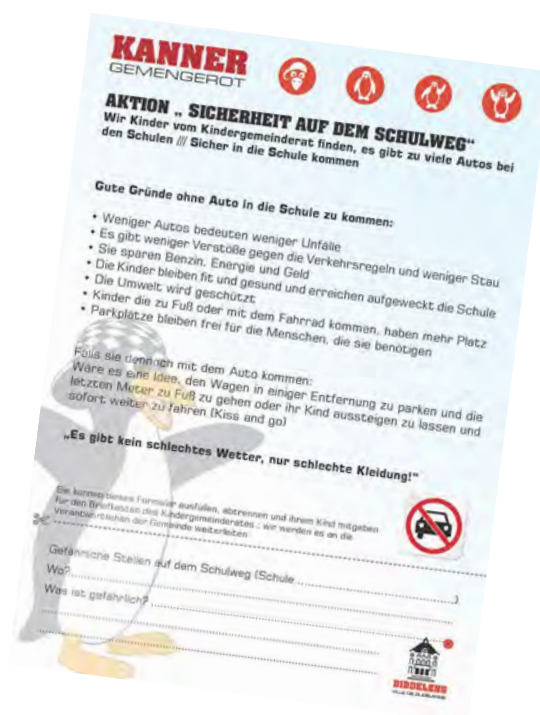 KANNER
GEMENGEROT
AKTION „ SICHERHEIT AUF DEM SCHULWEG“
Wir Kinder vom Kindergemeinderat finden, es gibt zu viele Autos bei
den Schulen /// Sicher in die Schule kommen
Gute Gründe ohne Auto in die Schule zu kommen:
• Weniger Autos bedeuten weniger Unfälle
• Es gibt weniger Verstöße gegen die Verkehrsregeln und weniger Stau
• Sie sparen Benzin, Energie und Geld
• Die Kinder bleiben fit und gesund und erreichen aufgeweckt die Schule
• Die Umwelt wird geschützt
• Kinder die zu Fuß oder mit dem Fahrrad kommen, haben mehr Platz
• Parkplätze bleiben frei für die Menschen, die sie benötigen
Falls sie dennoch mit dem Auto kommen:
Wäre es eine Idee, den Wagen in einiger Entfernung zu parken und die
letzten Meter zu Fuß zu gehen oder ihr Kind aussteigen zu lassen und
sofort weiter zu fahren (Kiss and go)
„Es gibt kein schlechtes Wetter, nur schlechte Kleidung!“
Sie können dieses Formular ausfüllen, abtrennen und ihrem Kind mitgeben
für den Briefkasten des Kindergemeinderates ; wir werden es an die
Verantwortlichen der Gemeinde weiterleiten
Gefährliche Stellen auf dem Schulweg (Schule ........................................)
Wo?........................................
Was ist gefährlich? ........................................
DIDDELENG